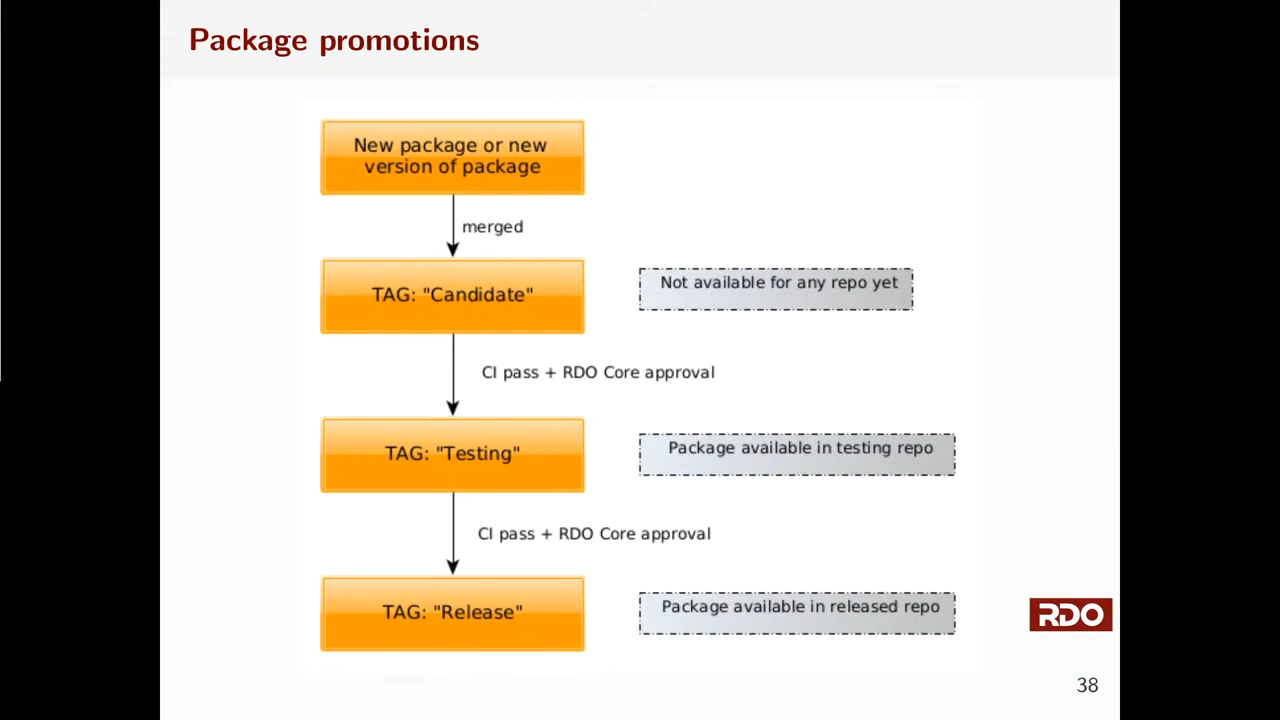 Package promotions
New package or new
version of package
merged
TAG: "Candidate"
Not available for any repo yet
CI pass + RDO Core approval
TAG: "Testing"
Package available in testing repo
CI pass + RDO Core approval
TAG: "Release"
Package available in released repo
RDO
38